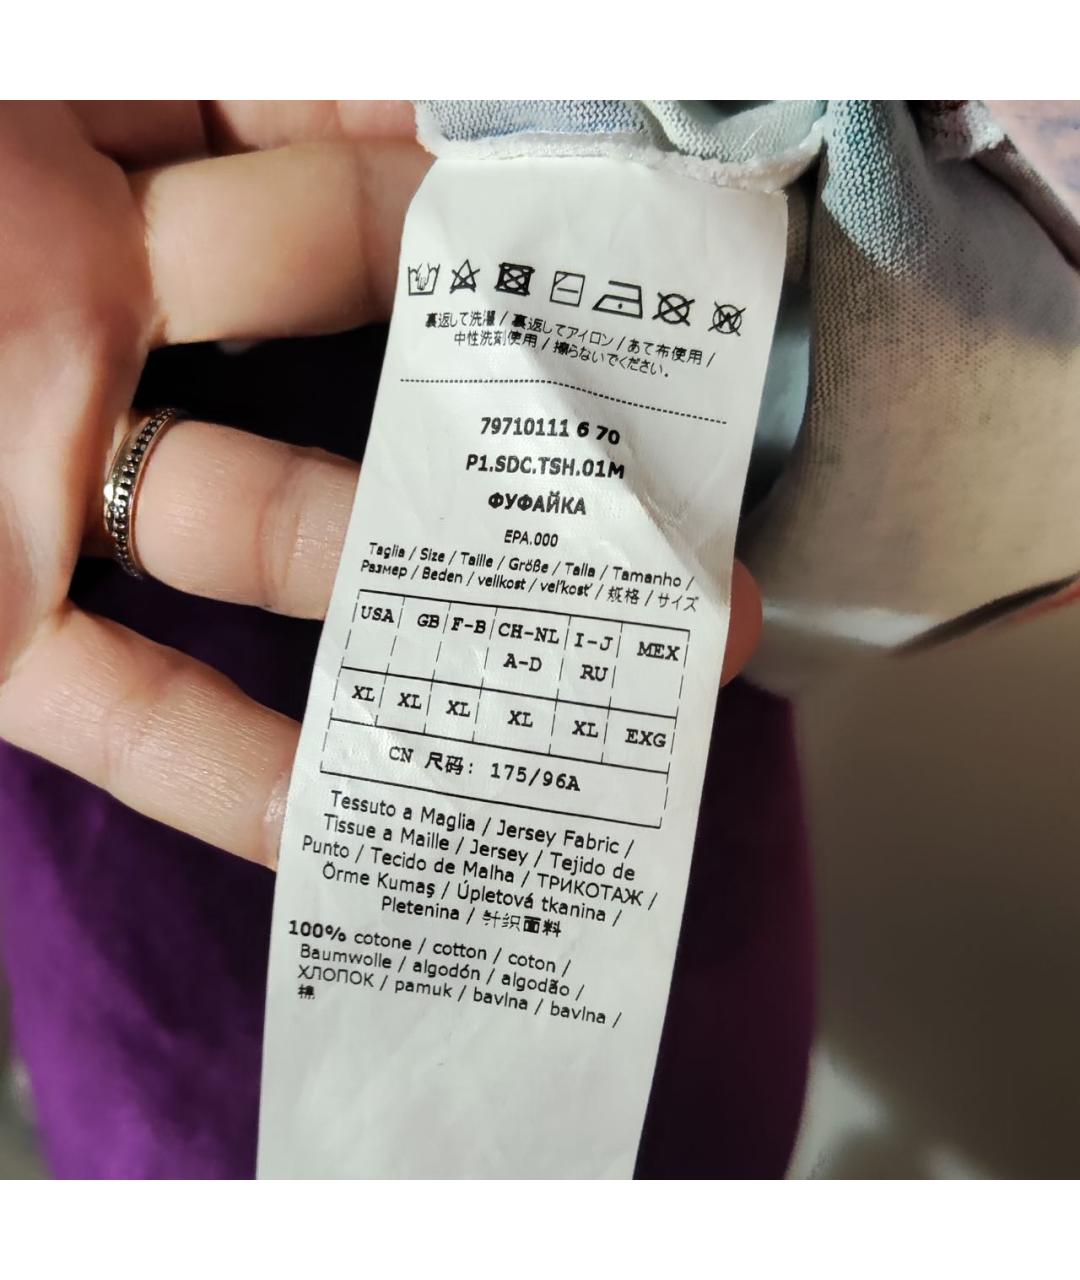 裏返して洗濯 / 裏返してアイロン / あて布使用 /
中性洗剤使用 / 擦らないでください。
79710111 6 70
P1.SDC.TSH.01M
ФУФАЙКА
EPA.000
Taglia / Size / Taille / Größe / Talla / Tamanho /
Размер / Beden / velikost / veľkosť / 规格 / サイズ
USA GB F-B CH-NL I-J MEX
A-D RU
XL XL XL XL XL EXG
CN 尺码: 175/96A
Tessuto a Maglia / Jersey Fabric /
Tissue a Maille / Jersey / Tejido de
Punto / Tecido de Malha / ТРИКОТАЖ /
Örme Kumaş / Úpletová tkanina /
Pletenina / 针织面料
100% cotone / cotton / coton /
Baumwolle / algodón / algodão /
ХЛОПОК / pamuk / bavlna / bavlna /
棉